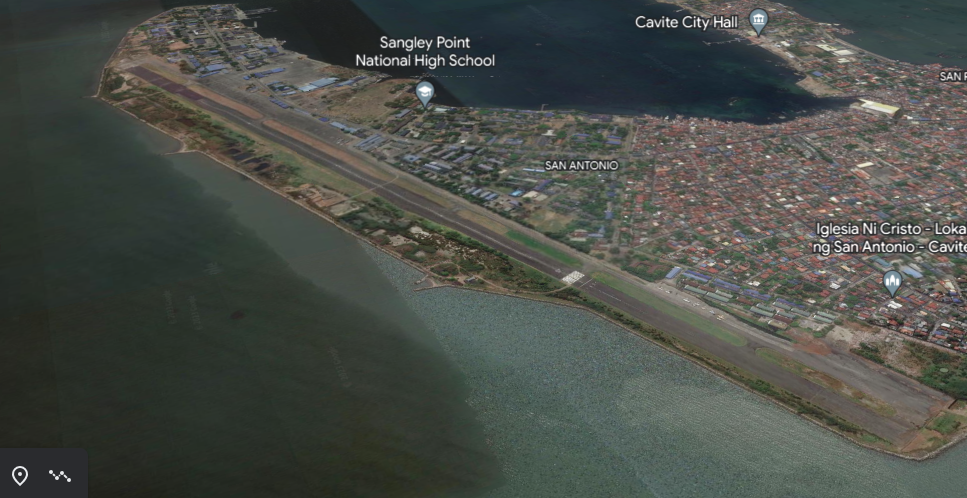 Cavite City Hall
Sangley Point
National High School
SAN
SAN ANTONIO
Iglesia Ni Cristo - Loka
ng San Antonio - Cavite